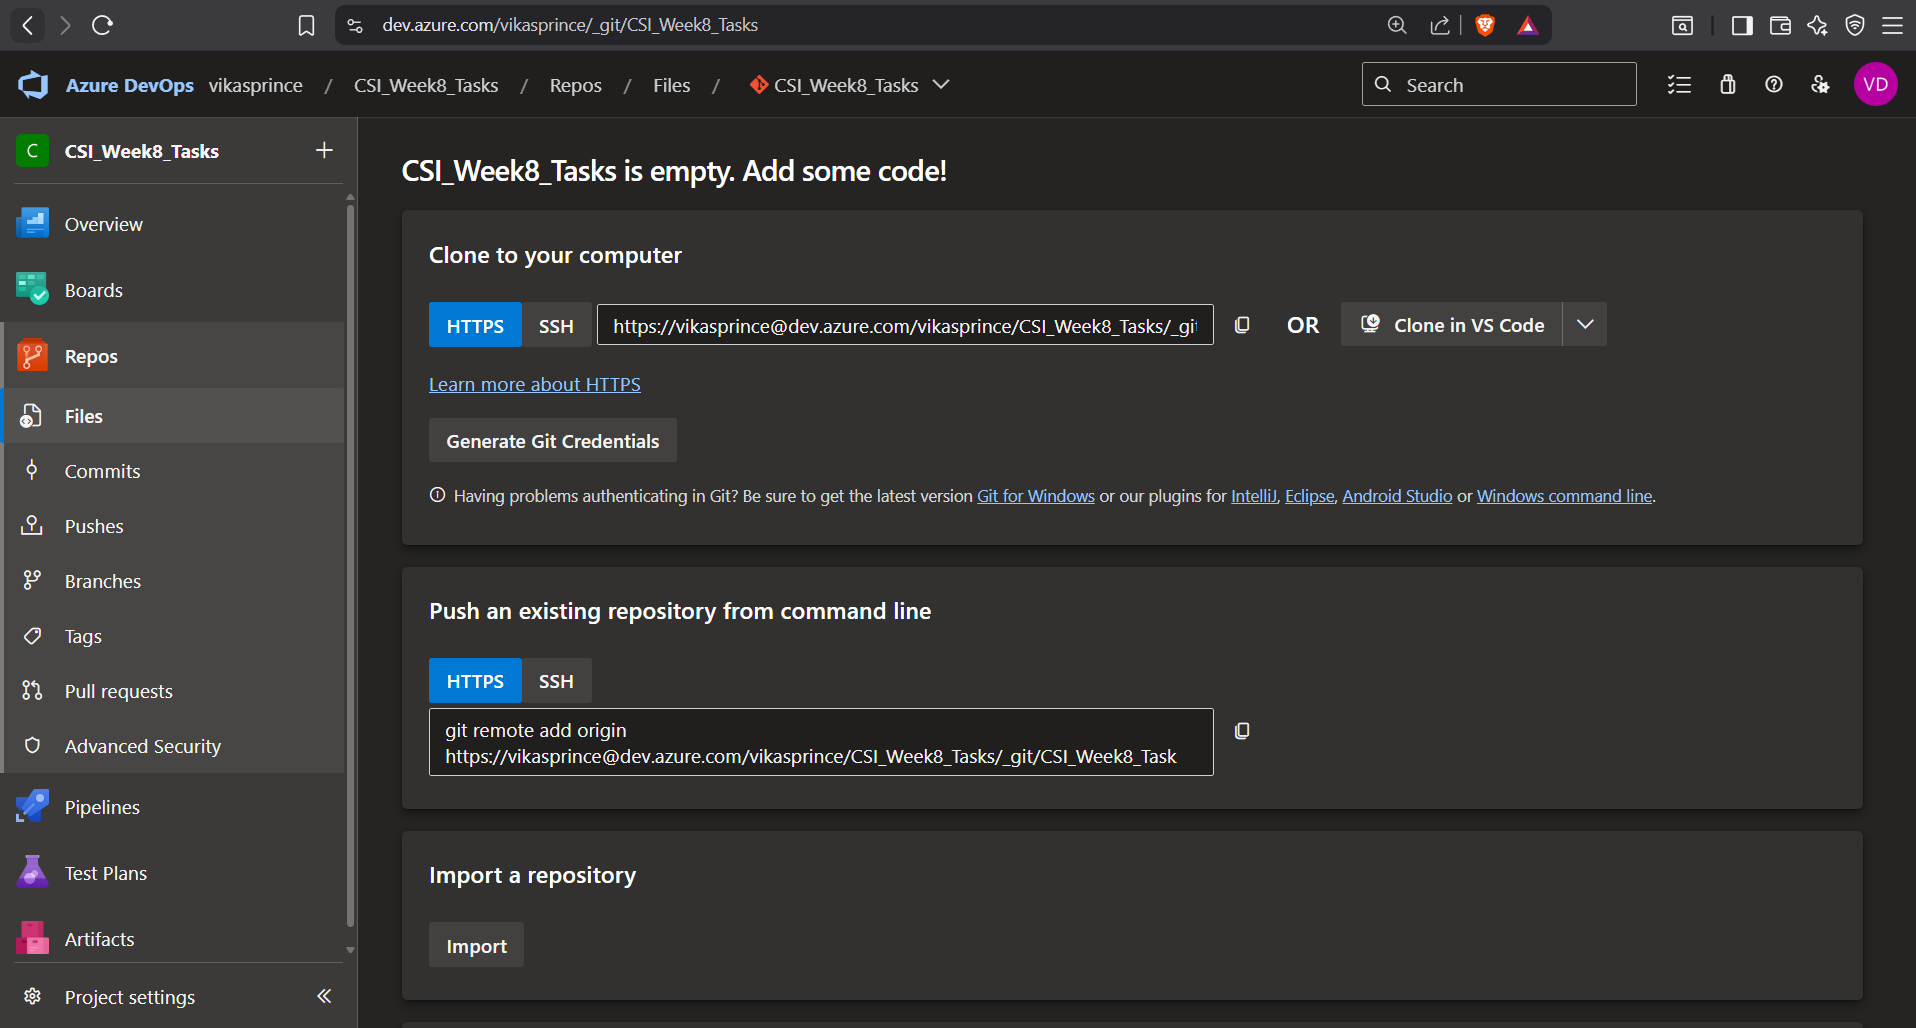 dev.azure.com/vikasprince/_git/CSI_Week8_Tasks
Azure DevOps vikasprince / CSI_Week8_Tasks / Repos / Files / CSI_Week8_Tasks
Search
VD
C CSI_Week8_Tasks
Overview
Boards
Repos
Files
Commits
Pushes
Branches
Tags
Pull requests
Advanced Security
Pipelines
Test Plans
Artifacts
Project settings
CSI_Week8_Tasks is empty. Add some code!
Clone to your computer
HTTPS SSH https://vikasprince@dev.azure.com/vikasprince/CSI_Week8_Tasks/_git OR Clone in VS Code
Learn more about HTTPS
Generate Git Credentials
Having problems authenticating in Git? Be sure to get the latest version Git for Windows or our plugins for IntelliJ, Eclipse, Android Studio or Windows command line.
Push an existing repository from command line
HTTPS SSH
git remote add origin
https://vikasprince@dev.azure.com/vikasprince/CSI_Week8_Tasks/_git/CSI_Week8_Task
Import a repository
Import